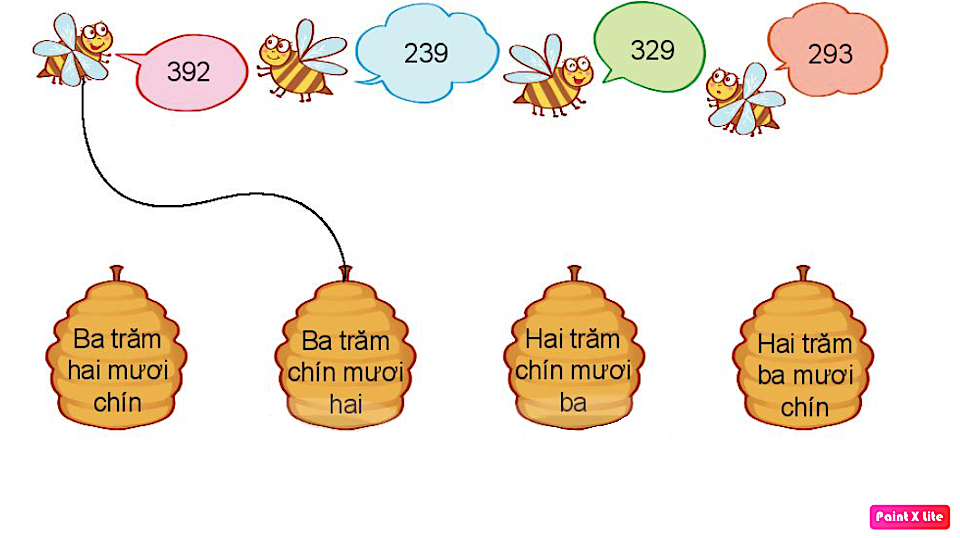 392
239
329
293
Ba trăm
hai mươi
chín
Ba trăm
chín mươi
hai
Hai trăm
chín mươi
ba
Hai trăm
ba mươi
chín
Paint X Lite